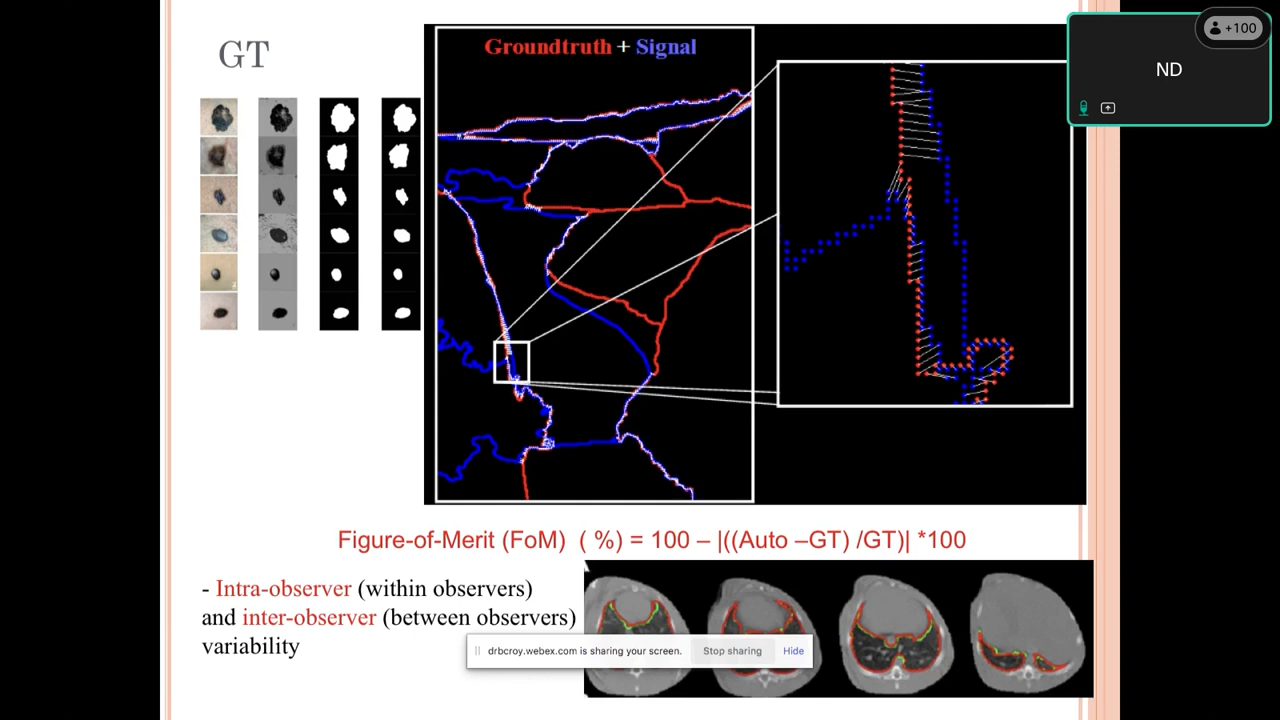 GT
Groundtruth + Signal
+100
ND
Figure-of-Merit (FoM) ( %) = 100 – |((Auto –GT) /GT)| *100
- Intra-observer (within observers)
and inter-observer (between observers)
variability
drbcroy.webex.com is sharing your screen. Stop sharing Hide